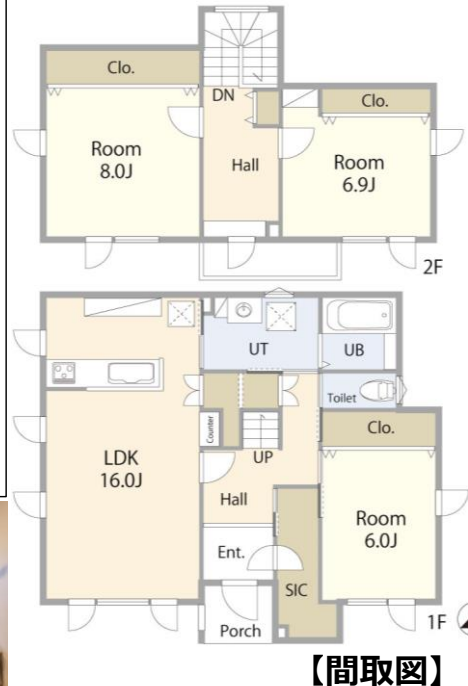 Clo.
DN
Clo.
Room
8.0J
Hall
Room
6.9J
2F
UT
UB
Toilet
Clo.
Counter
LDK
16.0J
UP
Hall
Room
6.0J
Ent.
SIC
Porch
1F
【間取図】